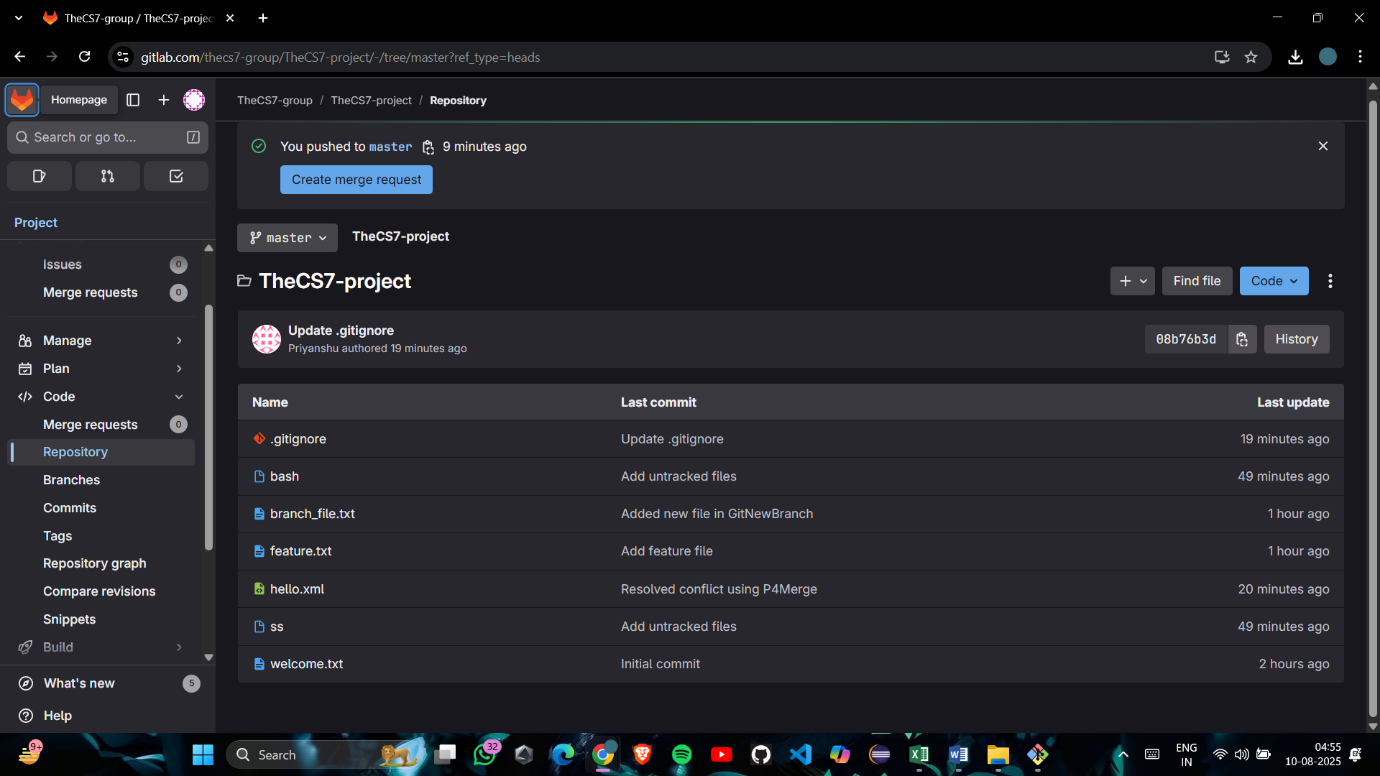 TheCS7-group / TheCS7-projec
gitlab.com/thecs7-group/TheCS7-project/-/tree/master?ref_type=heads
Homepage
TheCS7-group / TheCS7-project / Repository
Search or go to... /
You pushed to master 9 minutes ago
Create merge request
Project
master TheCS7-project
Issues 0
Merge requests 0
TheCS7-project
Find file
Code
Manage
Plan
Code
Merge requests 0
Repository
Branches
Commits
Tags
Repository graph
Compare revisions
Snippets
Build
What's new 5
Help
Update .gitignore
Priyanshu authored 19 minutes ago
08b76b3d
History
Name Last commit Last update
.gitignore Update .gitignore 19 minutes ago
bash Add untracked files 49 minutes ago
branch_file.txt Added new file in GitNewBranch 1 hour ago
feature.txt Add feature file 1 hour ago
hello.xml Resolved conflict using P4Merge 20 minutes ago
ss Add untracked files 49 minutes ago
welcome.txt Initial commit 2 hours ago
9+
Search
32
ENG
IN
04:55
10-08-2025